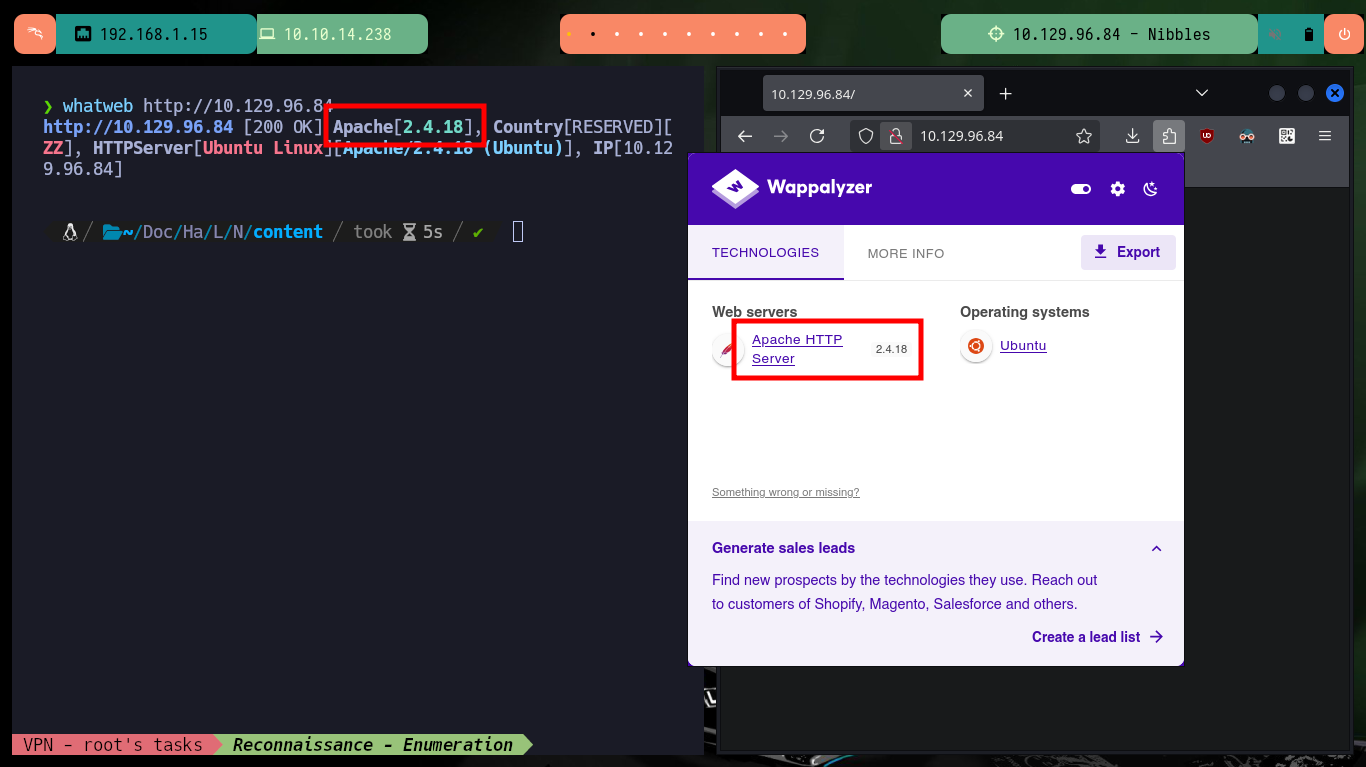 192.168.1.15
10.10.14.238
10.129.96.84 - Nibbles
❯ whatweb http://10.129.96.84
http://10.129.96.84 [200 OK] Apache[2.4.18], Country[RESERVED][
ZZ], HTTPServer[Ubuntu Linux][Apache/2.4.18 (Ubuntu)], IP[10.12
9.96.84]
/ ~/Doc/Ha/L/N/content / took 5s / ✔
VPN - root's tasks
Reconnaissance - Enumeration
10.129.96.84/
10.129.96.84
Wappalyzer
TECHNOLOGIES
MORE INFO
Export
Web servers
Apache HTTP
Server
2.4.18
Operating systems
Ubuntu
Something wrong or missing?
Generate sales leads
Find new prospects by the technologies they use. Reach out
to customers of Shopify, Magento, Salesforce and others.
Create a lead list